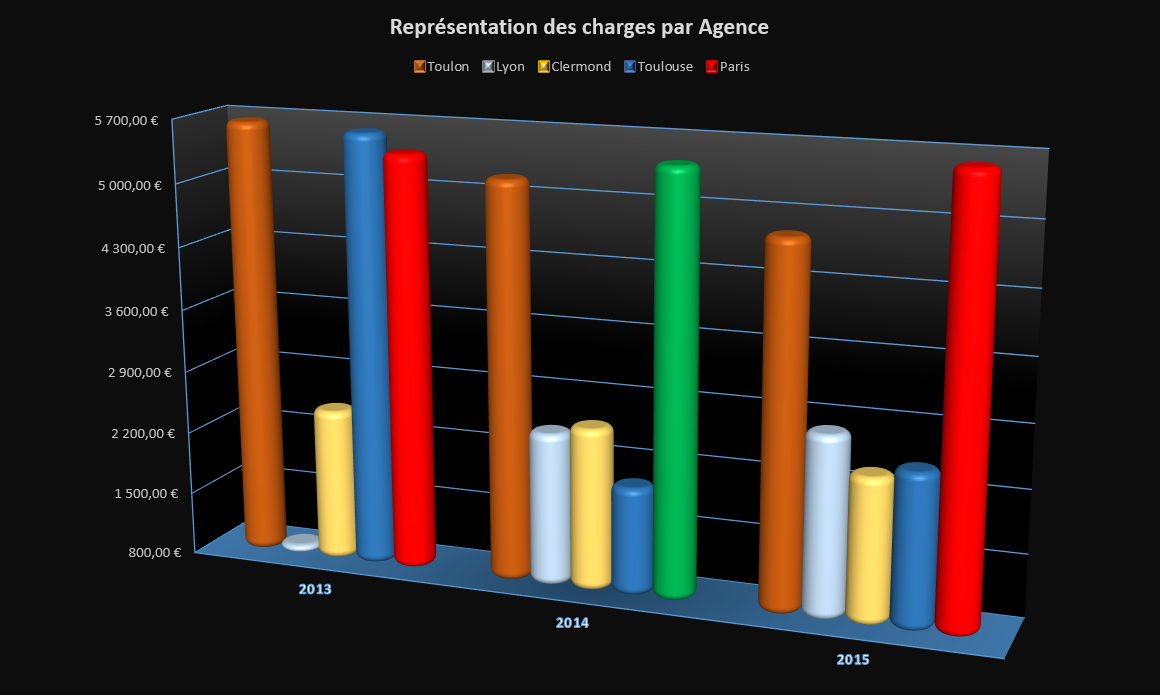 Représentation des charges par Agence
Toulon Lyon Clermond Toulouse Paris
5 700,00 €
5 000,00 €
4 300,00 €
3 600,00 €
2 900,00 €
2 200,00 €
1 500,00 €
800,00 €
2013
2014
2015